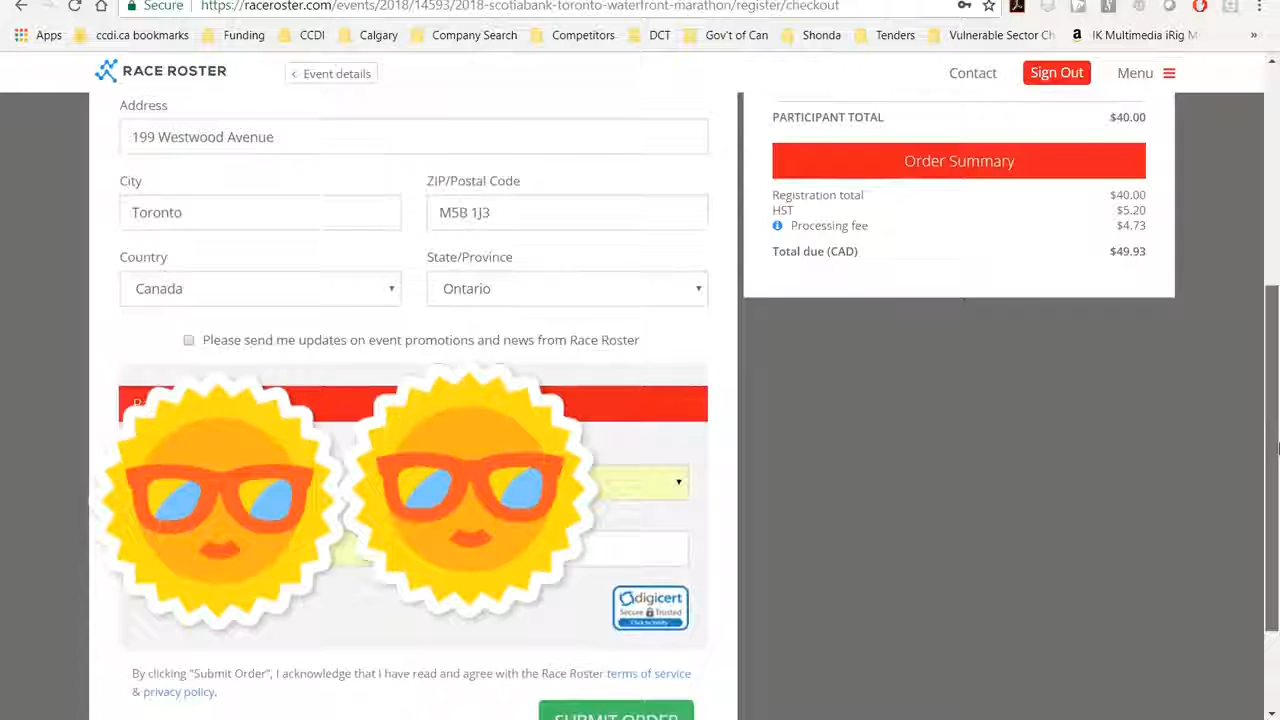 Secure https://raceroster.com/events/2018/14593/2018-scotiabank-toronto-waterfront-marathon/register/checkout
Apps ccdi.ca bookmarks Funding CCDI Calgary Company Search Competitors DCT Gov't of Can Shonda Tenders Vulnerable Sector Ch IK Multimedia iRig M »
RACE ROSTER ‹ Event details Contact Sign Out Menu
Address
199 Westwood Avenue
City ZIP/Postal Code
Toronto M5B 1J3
Country State/Province
Canada Ontario
Please send me updates on event promotions and news from Race Roster
digicert
Secure Trusted
By clicking "Submit Order", I acknowledge that I have read and agree with the Race Roster terms of service
& privacy policy.
SUBMIT ORDER
PARTICIPANT TOTAL $40.00
Order Summary
Registration total $40.00
HST $5.20
Processing fee $4.73
Total due (CAD) $49.93